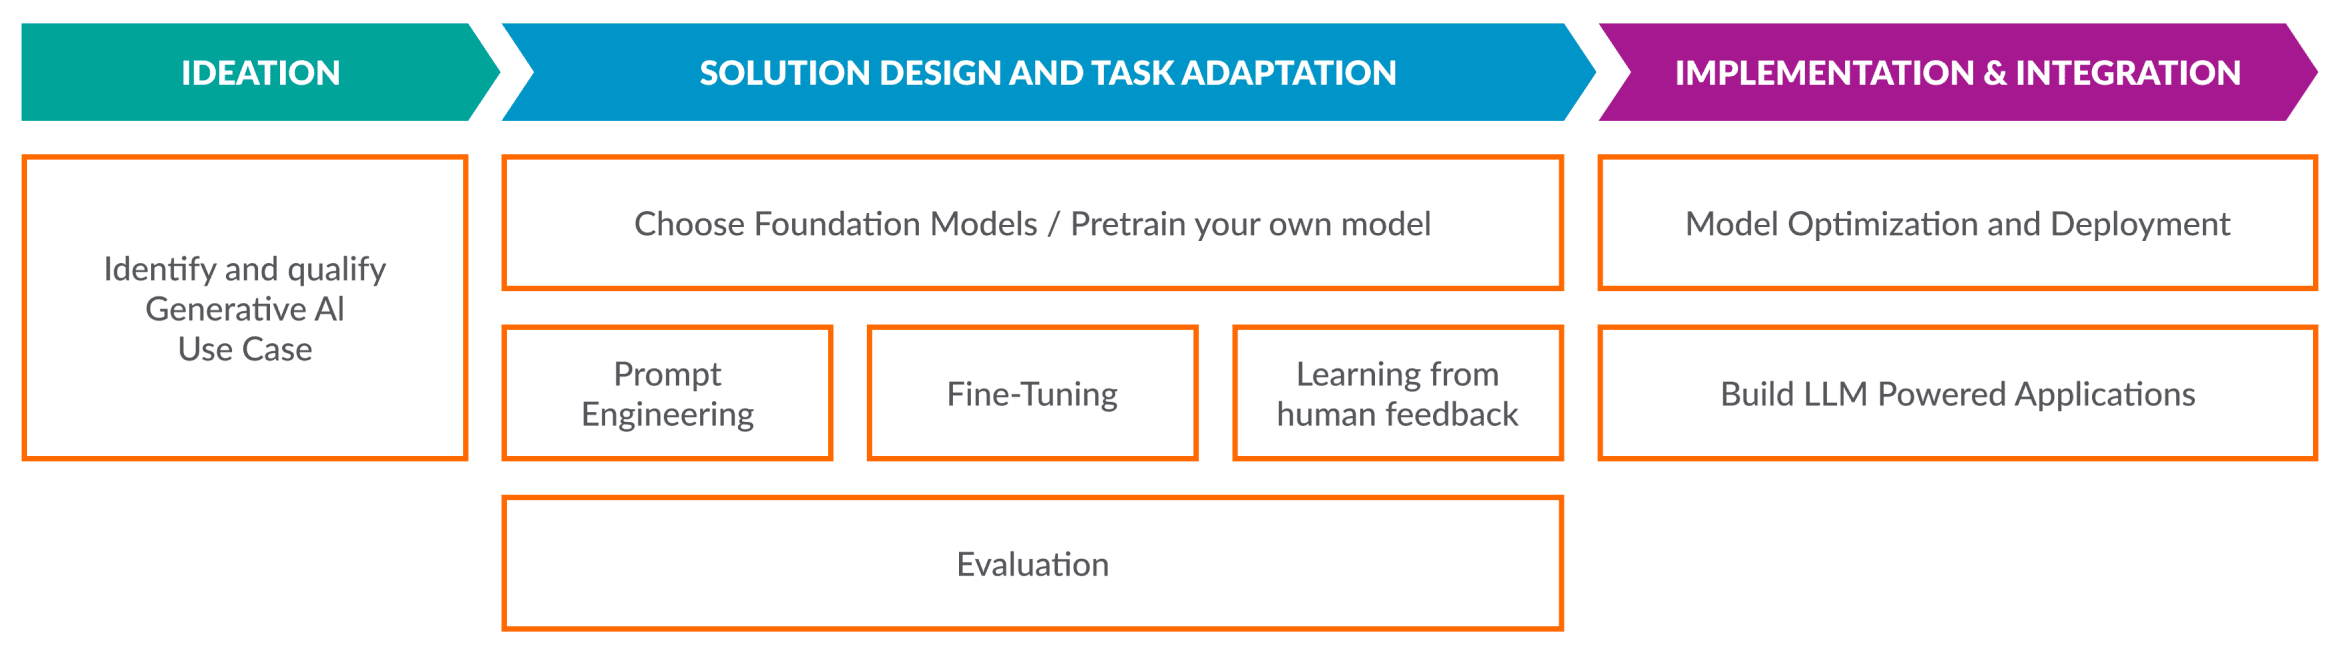 IDEATION
SOLUTION DESIGN AND TASK ADAPTATION
IMPLEMENTATION & INTEGRATION
Identify and qualify
Generative AI
Use Case
Choose Foundation Models / Pretrain your own model
Prompt
Engineering
Fine-Tuning
Learning from
human feedback
Evaluation
Model Optimization and Deployment
Build LLM Powered Applications